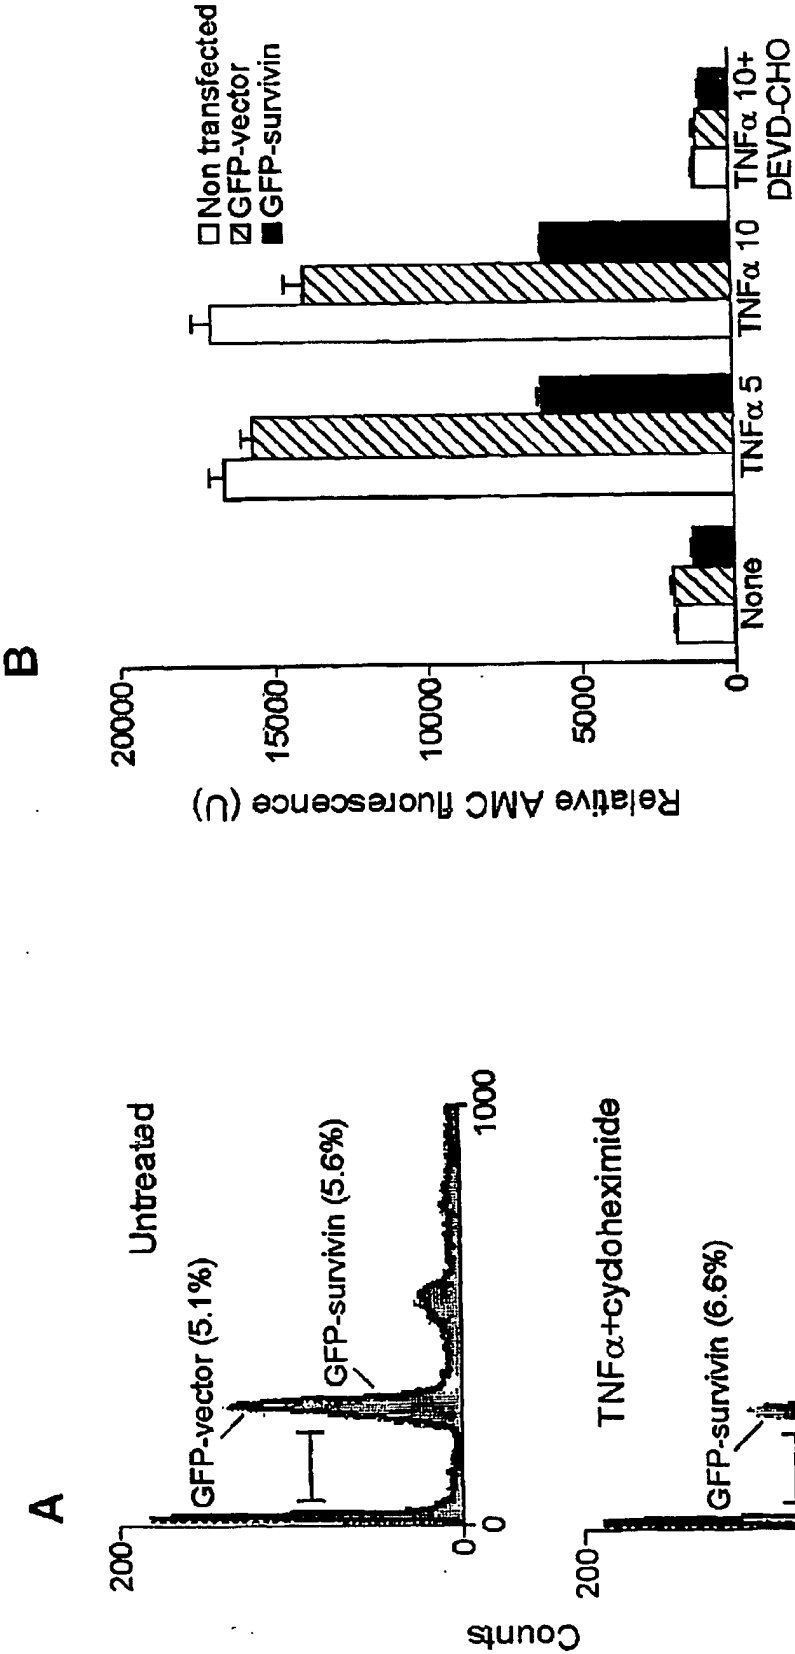 A
Untreated
GFP-vector (5.1%)
GFP-survivin (5.6%)
200
0
0
1000
Counts
TNFα+cycloheximide
GFP-survivin (6.6%)
200
B
Non transfected
GFP-vector
GFP-survivin
Relative AMC fluorescence (U)
20000
15000
10000
5000
0
None
TNFα 5
TNFα 10
TNFα 10+
DEVD-CHO